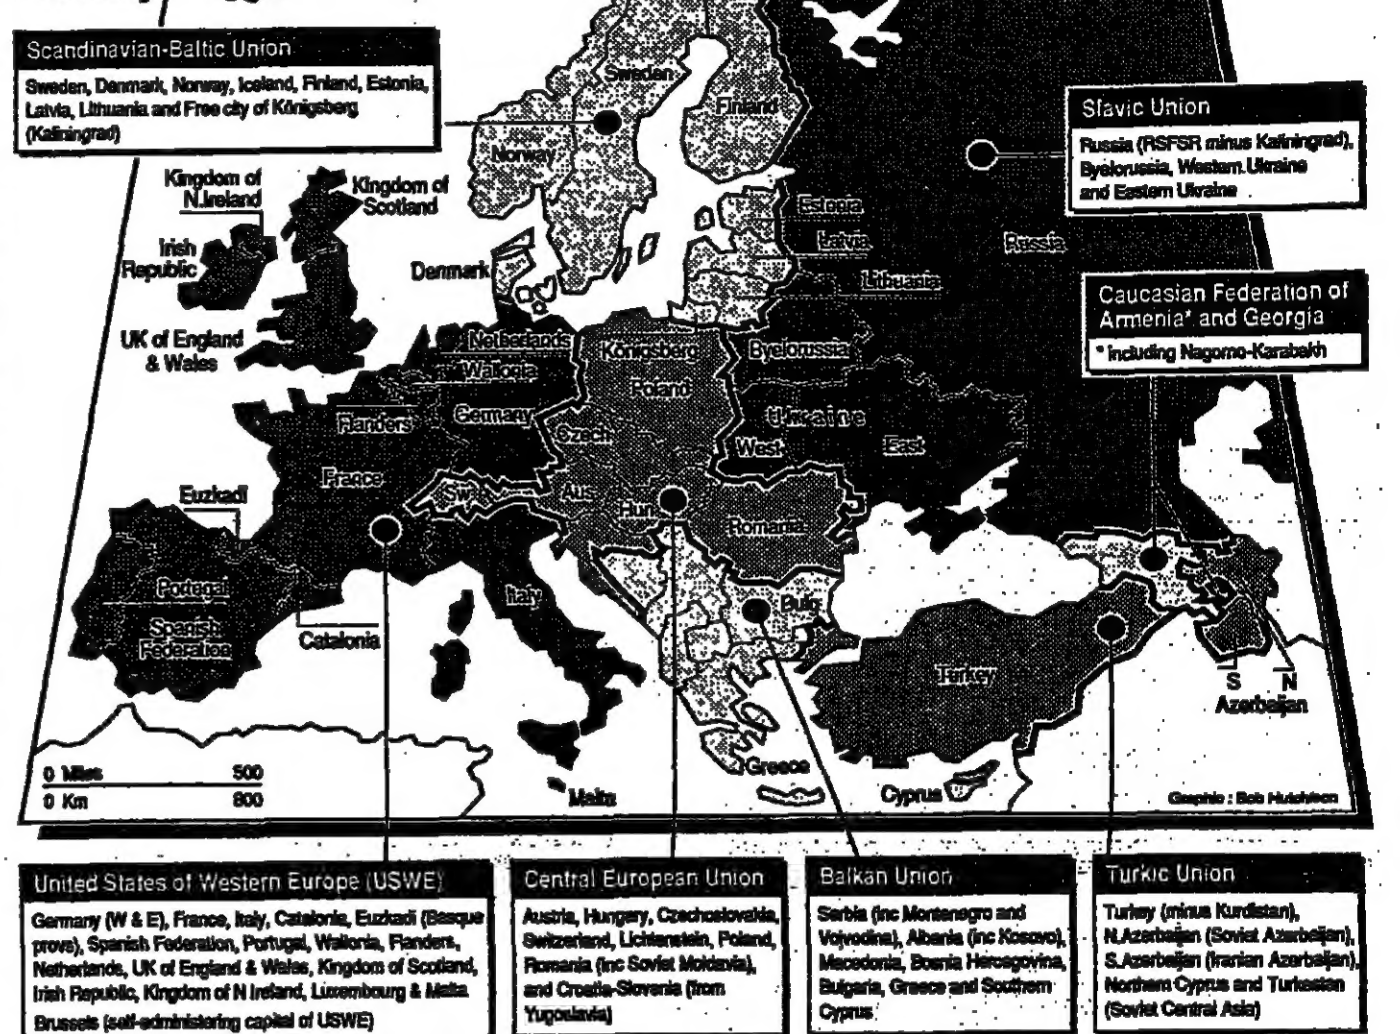 Scandinavian-Baltic Union
Sweden, Denmark, Norway, Iceland, Finland, Estonia,
Latvia, Lithuania and Free city of Königsberg
(Kaliningrad)
Slavic Union
Russia (RSFSR minus Kaliningrad),
Byelorussia, Western Ukraine
and Eastern Ukraine
Caucasian Federation of
Armenia* and Georgia
* including Nagorno-Karabakh
Sweden
Finland
Norway
Kingdom of
N.Ireland
Kingdom of
Scotland
Irish
Republic
Denmark
UK of England
& Wales
Estonia
Latvia
Lithuania
Russia
Netherlands
Wallonia
Flanders
Germany
France
Königsberg
Poland
Czech
Byelorussia
Ukraine
West
East
Euzkadi
Sw
Aus
Hun
Romania
Portugal
Spanish
Federation
Catalonia
Italy
Bulg
Turkey
S
N
Azerbaijan
Greece
Malta
Cyprus
0 Miles 500
0 Km 800
Graphic : Bob Hutchison
United States of Western Europe (USWE)
Germany (W & E), France, Italy, Catalonia, Euzkadi (Basque
provs), Spanish Federation, Portugal, Wallonia, Flanders,
Netherlands, UK of England & Wales, Kingdom of Scotland,
Irish Republic, Kingdom of N Ireland, Luxembourg & Malta
Brussels (self-administering capital of USWE)
Central European Union
Austria, Hungery, Czechoslovakia,
Switzerland, Lichtenstein, Poland,
Romania (inc Soviet Moldavia),
and Croatia-Slovenia (from
Yugoslavia)
Balkan Union
Serbia (inc Montenegro and
Vojvodina), Albania (inc Kosovo),
Macedonia, Bosnia Hercegovina,
Bulgaria, Greece and Southern
Cyprus
Turkic Union
Turkey (minus Kurdistan),
N.Azerbaijan (Soviet Azerbaijan),
S.Azerbaijan (Iranian Azerbaijan),
Northern Cyprus and Turkestan
(Soviet Central Asia)